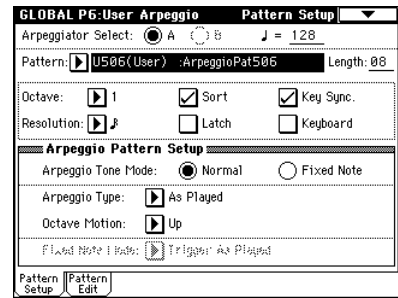 GLOBAL P6:User Arpeggio Pattern Setup
Arpeggiator Select: A B ♩ = 128
Pattern: U506(User) :ArpeggioPat506 Length: 08
Octave: 1 Sort Key Sync.
Resolution: Latch Keyboard
Arpeggio Pattern Setup
Arpeggio Tone Mode: Normal Fixed Note
Arpeggio Type: As Played
Octave Motion: Up
Fixed Note Mode: Trigger As Played
Pattern Setup Pattern Edit